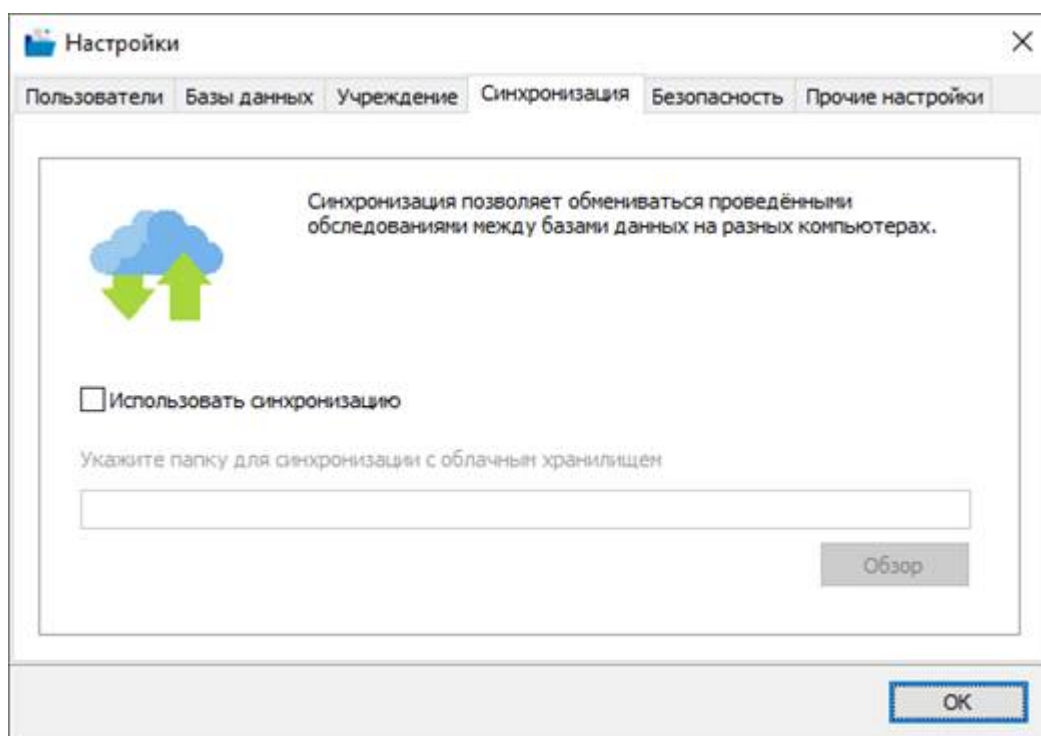 Настройки
Пользователи Базы данных Учреждение Синхронизация Безопасность Прочие настройки
Синхронизация позволяет обмениваться проведёнными
обследованиями между базами данных на разных компьютерах.
Использовать синхронизацию
Укажите папку для синхронизации с облачным хранилищем
Обзор
OK